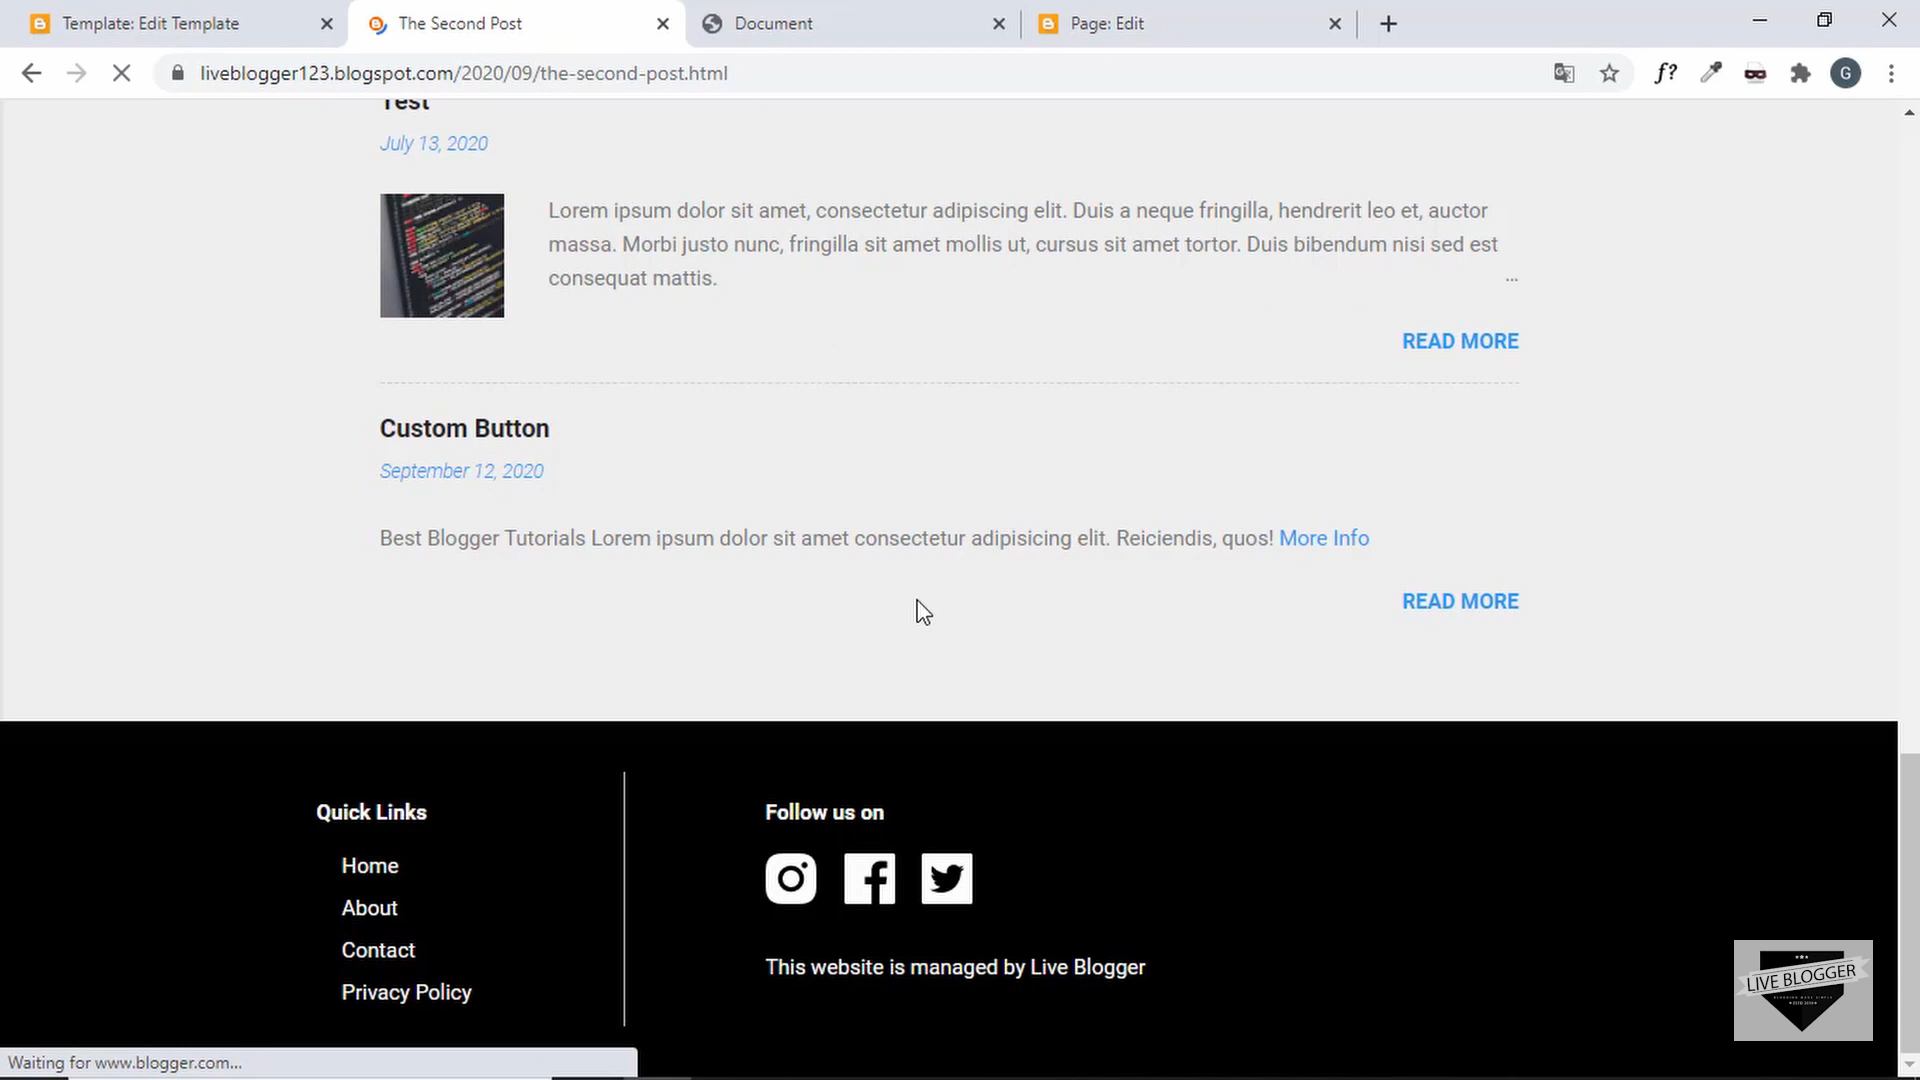 Template: Edit Template
The Second Post
Document
Page: Edit
liveblogger123.blogspot.com/2020/09/the-second-post.html
f?
G
Test
July 13, 2020
Lorem ipsum dolor sit amet, consectetur adipiscing elit. Duis a neque fringilla, hendrerit leo et, auctor
massa. Morbi justo nunc, fringilla sit amet mollis ut, cursus sit amet tortor. Duis bibendum nisi sed est
consequat mattis. ...
READ MORE
Custom Button
September 12, 2020
Best Blogger Tutorials Lorem ipsum dolor sit amet consectetur adipisicing elit. Reiciendis, quos! More Info
READ MORE
Quick Links
Home
About
Contact
Privacy Policy
Follow us on
This website is managed by Live Blogger
LIVE BLOGGER
Waiting for www.blogger.com...